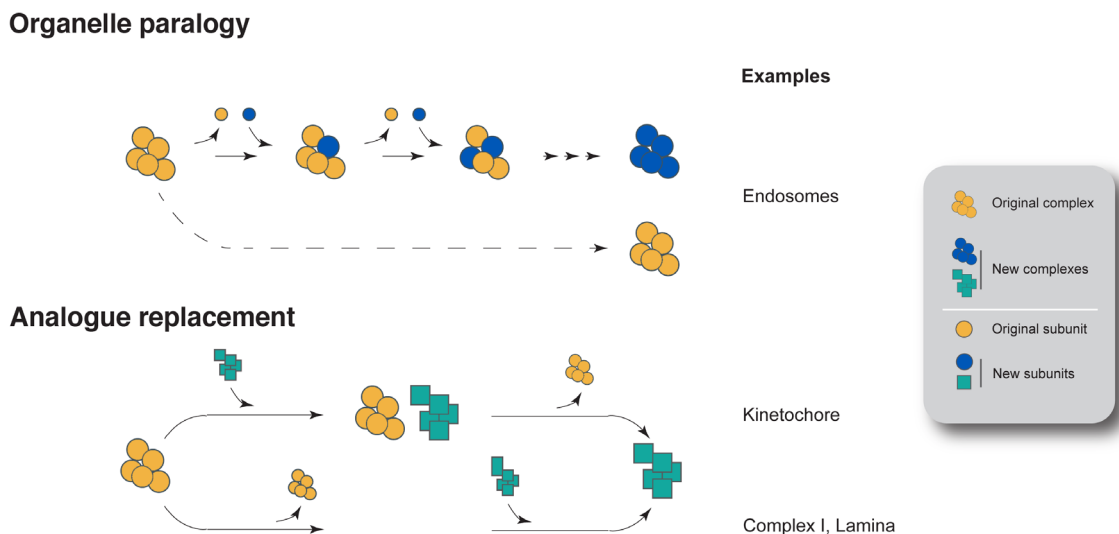 Organelle paralogy
Examples
Endosomes
Original complex
New complexes
Original subunit
New subunits
Analogue replacement
Kinetochore
Complex I, Lamina